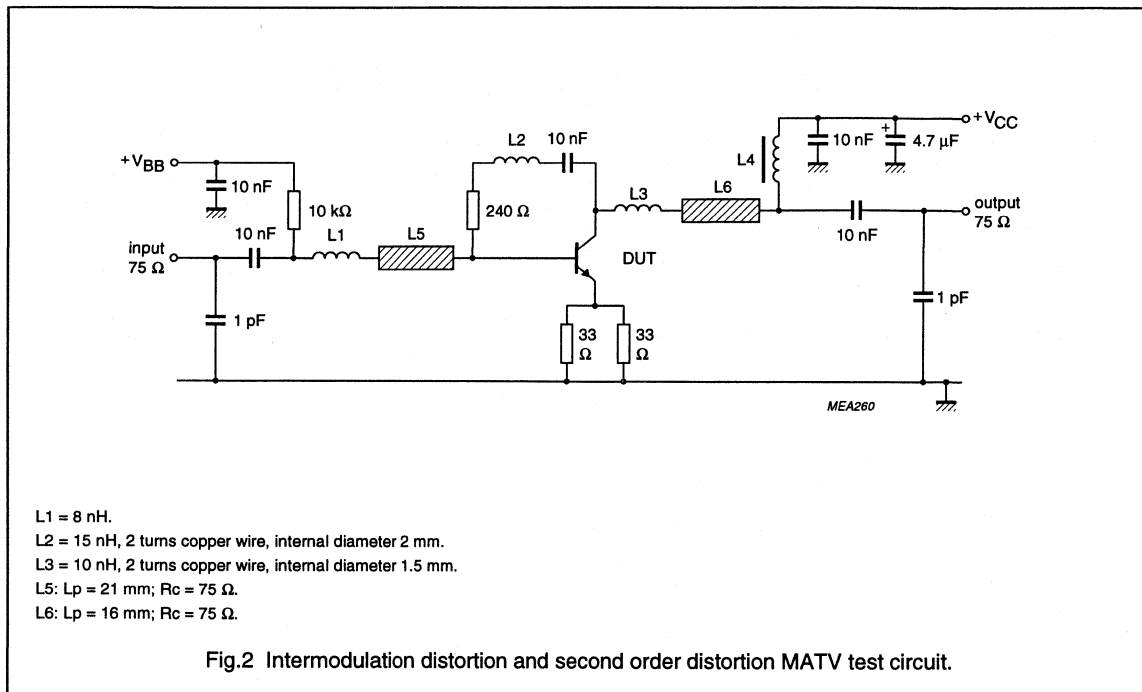 +VCC
10 nF
+
4.7 µF
L4
L2
10 nF
+VBB
10 nF
10 kΩ
240 Ω
L3
L6
output
75 Ω
10 nF
input
75 Ω
10 nF
L1
L5
DUT
1 pF
33
Ω
33
Ω
1 pF
MEA260
L1 = 8 nH.
L2 = 15 nH, 2 turns copper wire, internal diameter 2 mm.
L3 = 10 nH, 2 turns copper wire, internal diameter 1.5 mm.
L5: Lp = 21 mm; Rc = 75 Ω.
L6: Lp = 16 mm; Rc = 75 Ω.
Fig.2 Intermodulation distortion and second order distortion MATV test circuit.